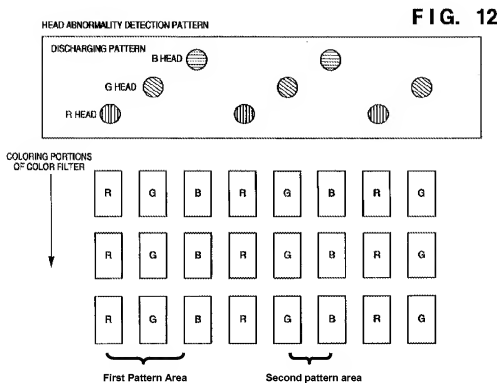 FIG. 12
HEAD ABNORMALITY DETECTION PATTERN
DISCHARGING PATTERN
B HEAD
G HEAD
R HEAD
COLORING PORTIONS
OF COLOR FILTER
R G B R G B R G
R G B R G B R G
R G B R G B R G
First Pattern Area Second pattern area